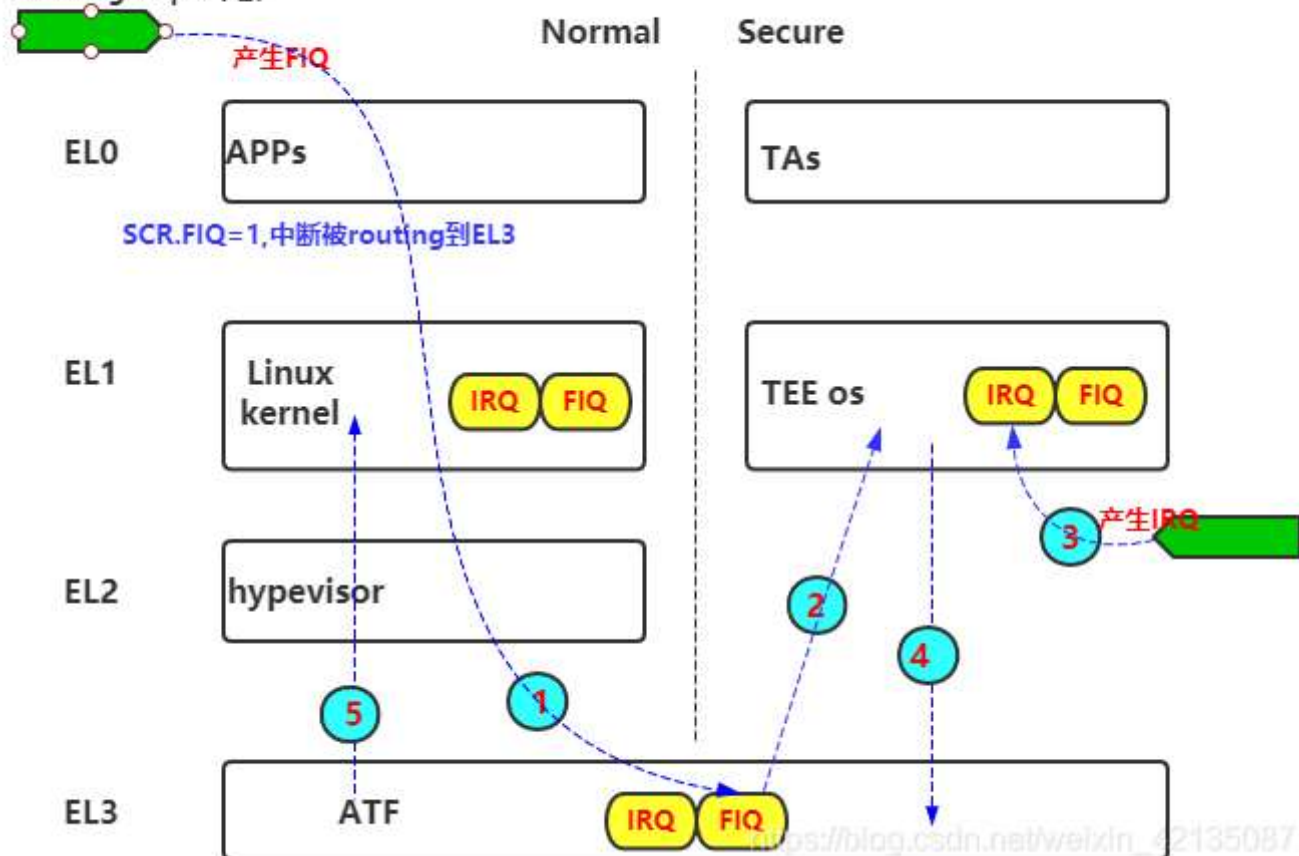 Normal Secure
产生FIQ
EL0 APPs TAs
SCR.FIQ=1,中断被routing到EL3
EL1 Linux kernel IRQ FIQ TEE os IRQ FIQ
3 产生IRQ
EL2 hypevisor 2
4
5 1
EL3 ATF IRQ FIQ
https://blog.csdn.net/weixin_42135087